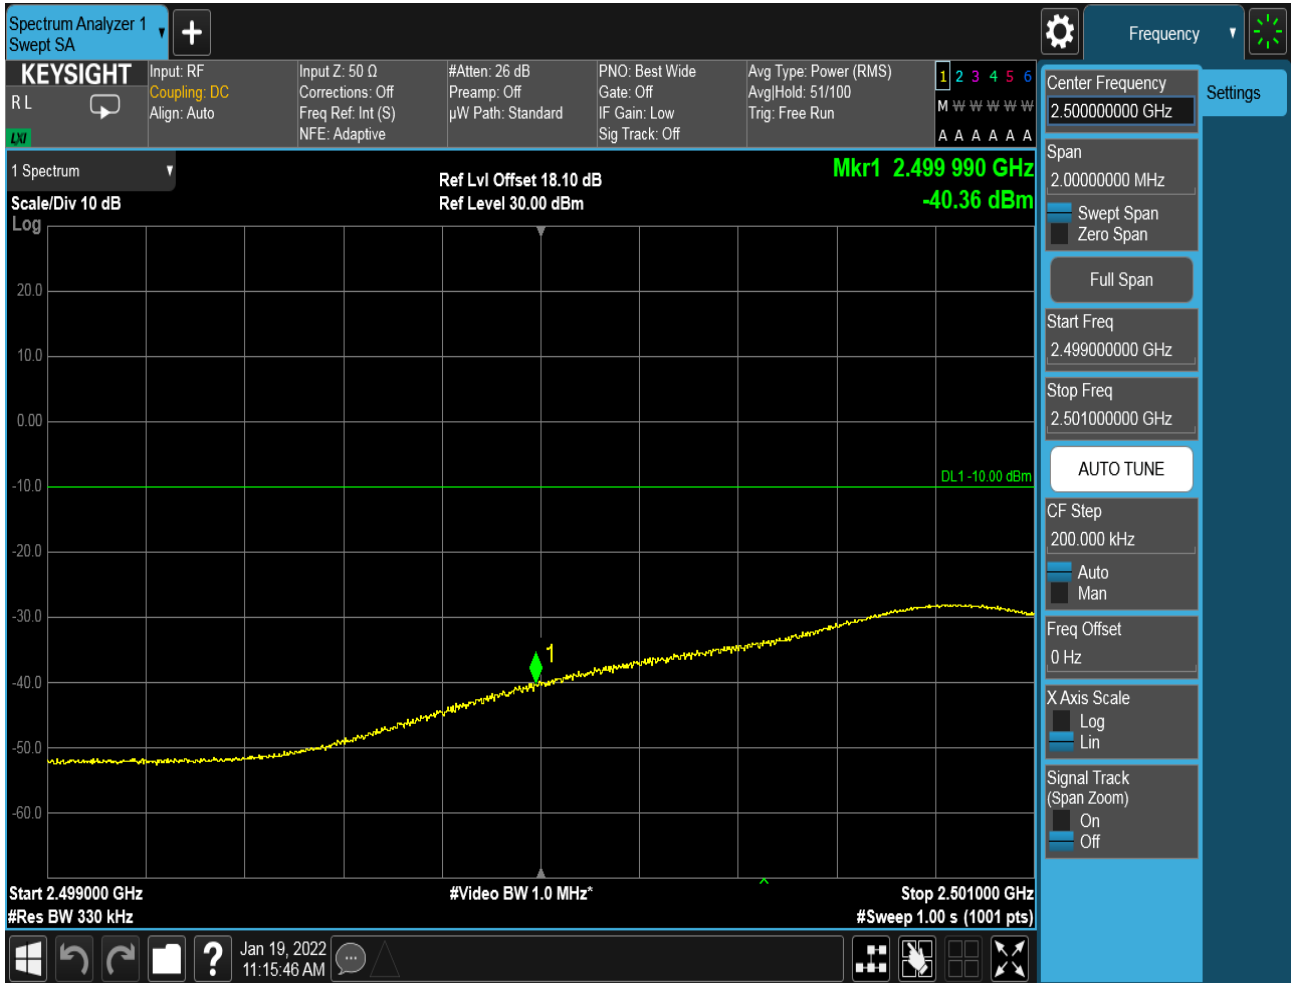 Spectrum Analyzer 1
Swept SA
+
Frequency
KEYSIGHT
R L
LXI
Input: RF
Coupling: DC
Align: Auto
Input Z: 50 Ω
Corrections: Off
Freq Ref: Int (S)
NFE: Adaptive
#Atten: 26 dB
Preamp: Off
µW Path: Standard
PNO: Best Wide
Gate: Off
IF Gain: Low
Sig Track: Off
Avg Type: Power (RMS)
Avg|Hold: 51/100
Trig: Free Run
1 2 3 4 5 6
M W W W W W
A A A A A A
1 Spectrum
Scale/Div 10 dB
Log
Ref Lvl Offset 18.10 dB
Ref Level 30.00 dBm
Mkr1 2.499 990 GHz
-40.36 dBm
20.0
10.0
0.00
-10.0
-20.0
-30.0
-40.0
-50.0
-60.0
DL1 -10.00 dBm
1
Start 2.499000 GHz
#Res BW 330 kHz
#Video BW 1.0 MHz*
Stop 2.501000 GHz
#Sweep 1.00 s (1001 pts)
Center Frequency
2.500000000 GHz
Settings
Span
2.00000000 MHz
Swept Span
Zero Span
Full Span
Start Freq
2.499000000 GHz
Stop Freq
2.501000000 GHz
AUTO TUNE
CF Step
200.000 kHz
Auto
Man
Freq Offset
0 Hz
X Axis Scale
Log
Lin
Signal Track
(Span Zoom)
On
Off
?
Jan 19, 2022
11:15:46 AM